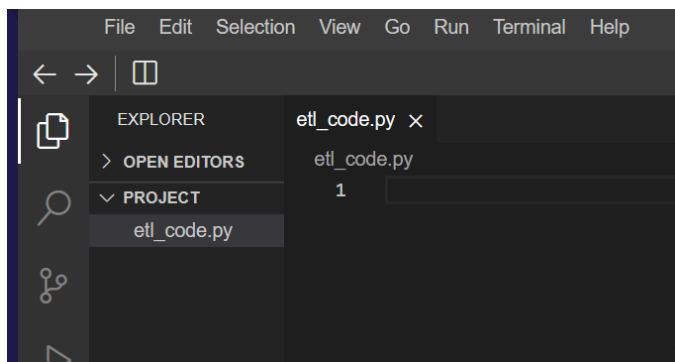 File Edit Selection View Go Run Terminal Help
EXPLORER
OPEN EDITORS
PROJECT
etl_code.py
etl_code.py
etl_code.py
1